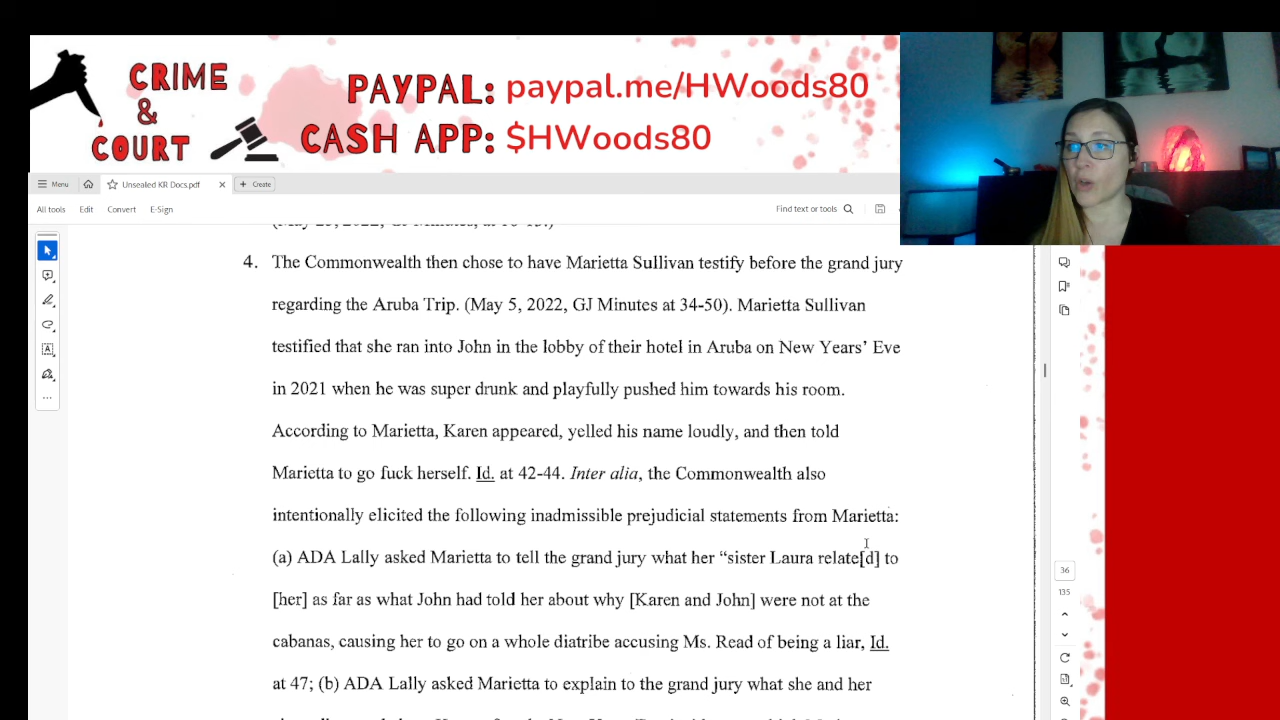 CRIME
&
COURT
PAYPAL: paypal.me/HWoods80
CASH APP: $HWoods80
Menu
Unsealed KR Docs.pdf
Create
All tools Edit Convert E-Sign
Find text or tools
4. The Commonwealth then chose to have Marietta Sullivan testify before the grand jury
regarding the Aruba Trip. (May 5, 2022, GJ Minutes at 34-50). Marietta Sullivan
testified that she ran into John in the lobby of their hotel in Aruba on New Years' Eve
in 2021 when he was super drunk and playfully pushed him towards his room.
According to Marietta, Karen appeared, yelled his name loudly, and then told
Marietta to go fuck herself. Id. at 42-44. Inter alia, the Commonwealth also
intentionally elicited the following inadmissible prejudicial statements from Marietta:
(a) ADA Lally asked Marietta to tell the grand jury what her “sister Laura relate[d] to
[her] as far as what John had told her about why [Karen and John] were not at the
cabanas, causing her to go on a whole diatribe accusing Ms. Read of being a liar, Id.
at 47; (b) ADA Lally asked Marietta to explain to the grand jury what she and her
36
135